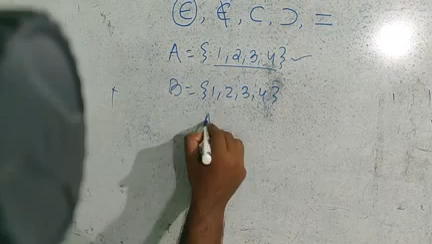 ∈, ∉, ⊂, ⊃, =
A = {1,2,3,4}
B = {1,2,3,4}